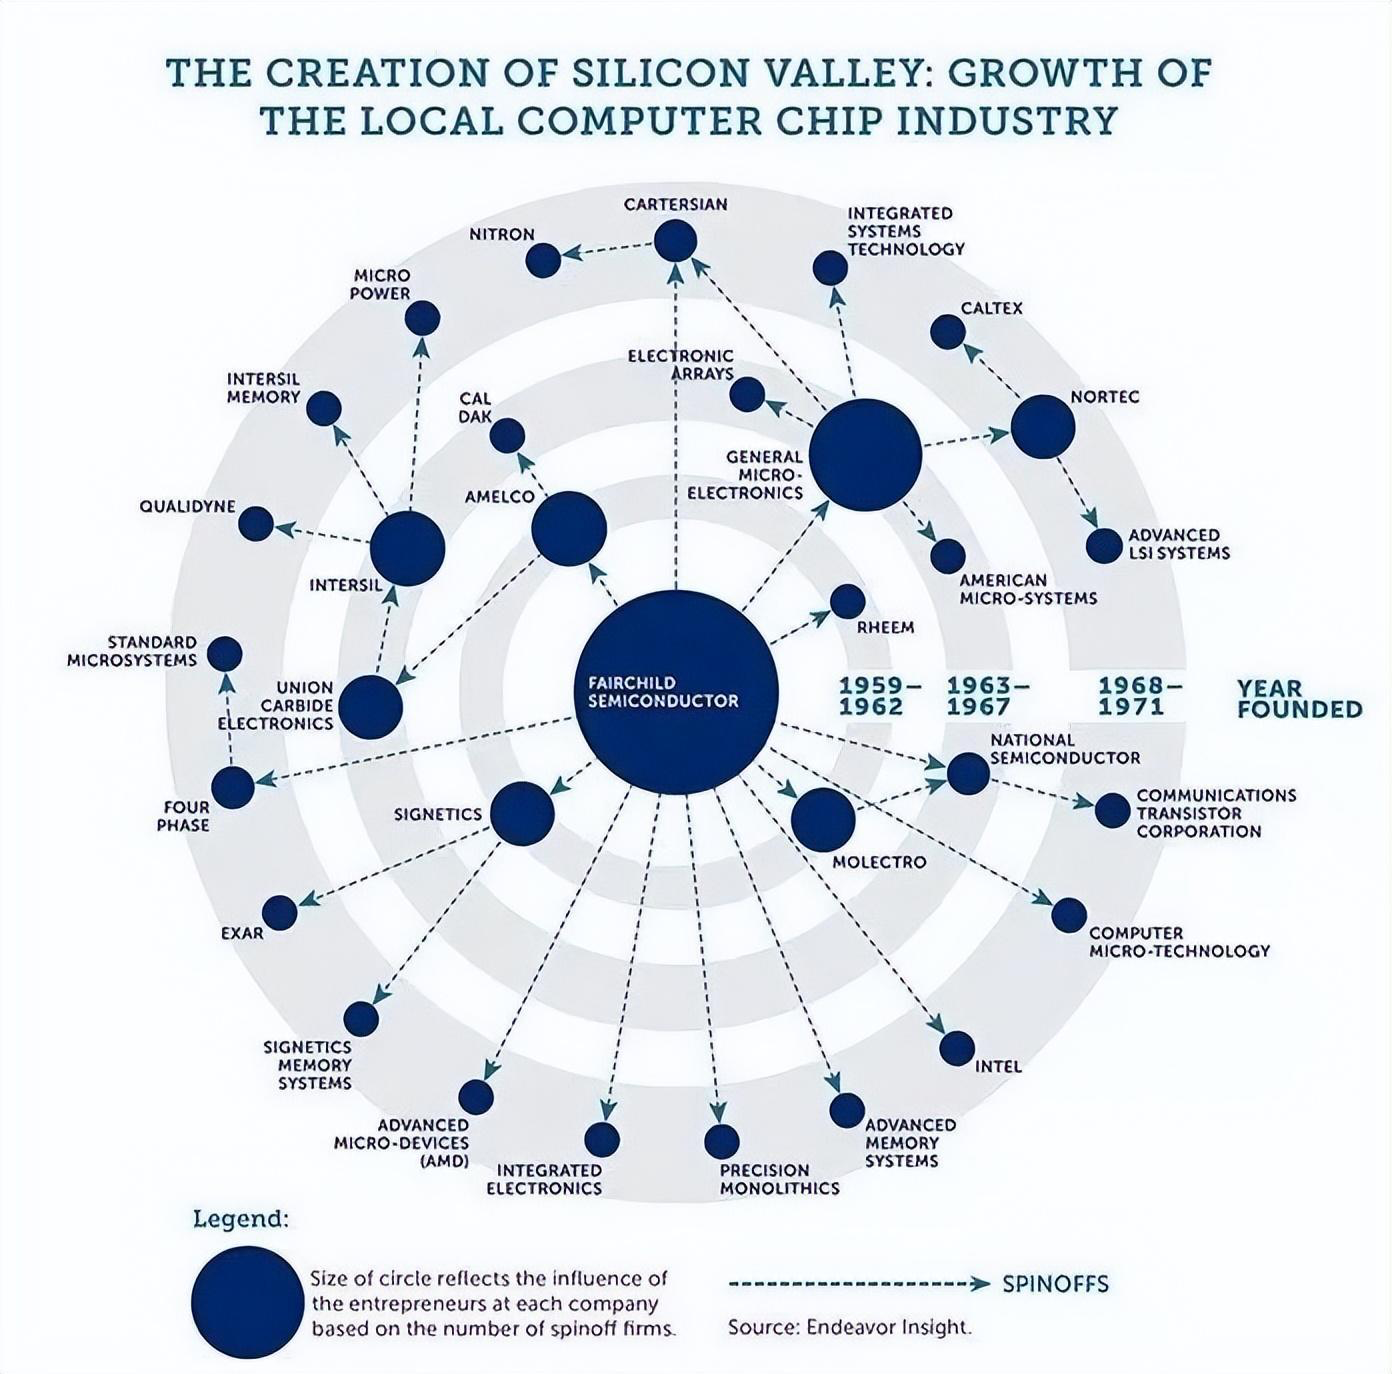 THE CREATION OF SILICON VALLEY: GROWTH OF
THE LOCAL COMPUTER CHIP INDUSTRY
CARTERSIAN
NITRON
INTEGRATED
SYSTEMS
TECHNOLOGY
MICRO
POWER
CALTEX
ELECTRONIC
ARRAYS
INTERSIL
MEMORY
CAL
DAK
NORTEC
GENERAL
MICRO-
ELECTRONICS
AMELCO
QUALIDYNE
ADVANCED
LSI SYSTEMS
INTERSIL
AMERICAN
MICRO-SYSTEMS
RHEEM
STANDARD
MICROSYSTEMS
UNION
CARBIDE
ELECTRONICS
FAIRCHILD
SEMICONDUCTOR
1959–
1962
1963–
1967
1968–
1971
YEAR
FOUNDED
NATIONAL
SEMICONDUCTOR
FOUR
PHASE
SIGNETICS
COMMUNICATIONS
TRANSISTOR
CORPORATION
MOLECTRO
EXAR
COMPUTER
MICRO-TECHNOLOGY
SIGNETICS
MEMORY
SYSTEMS
INTEL
ADVANCED
MICRO-DEVICES
(AMD)
INTEGRATED
ELECTRONICS
PRECISION
MONOLITHICS
ADVANCED
MEMORY
SYSTEMS
Legend:
Size of circle reflects the influence of
the entrepreneurs at each company
based on the number of spinoff firms.
SPINOFFS
Source: Endeavor Insight.